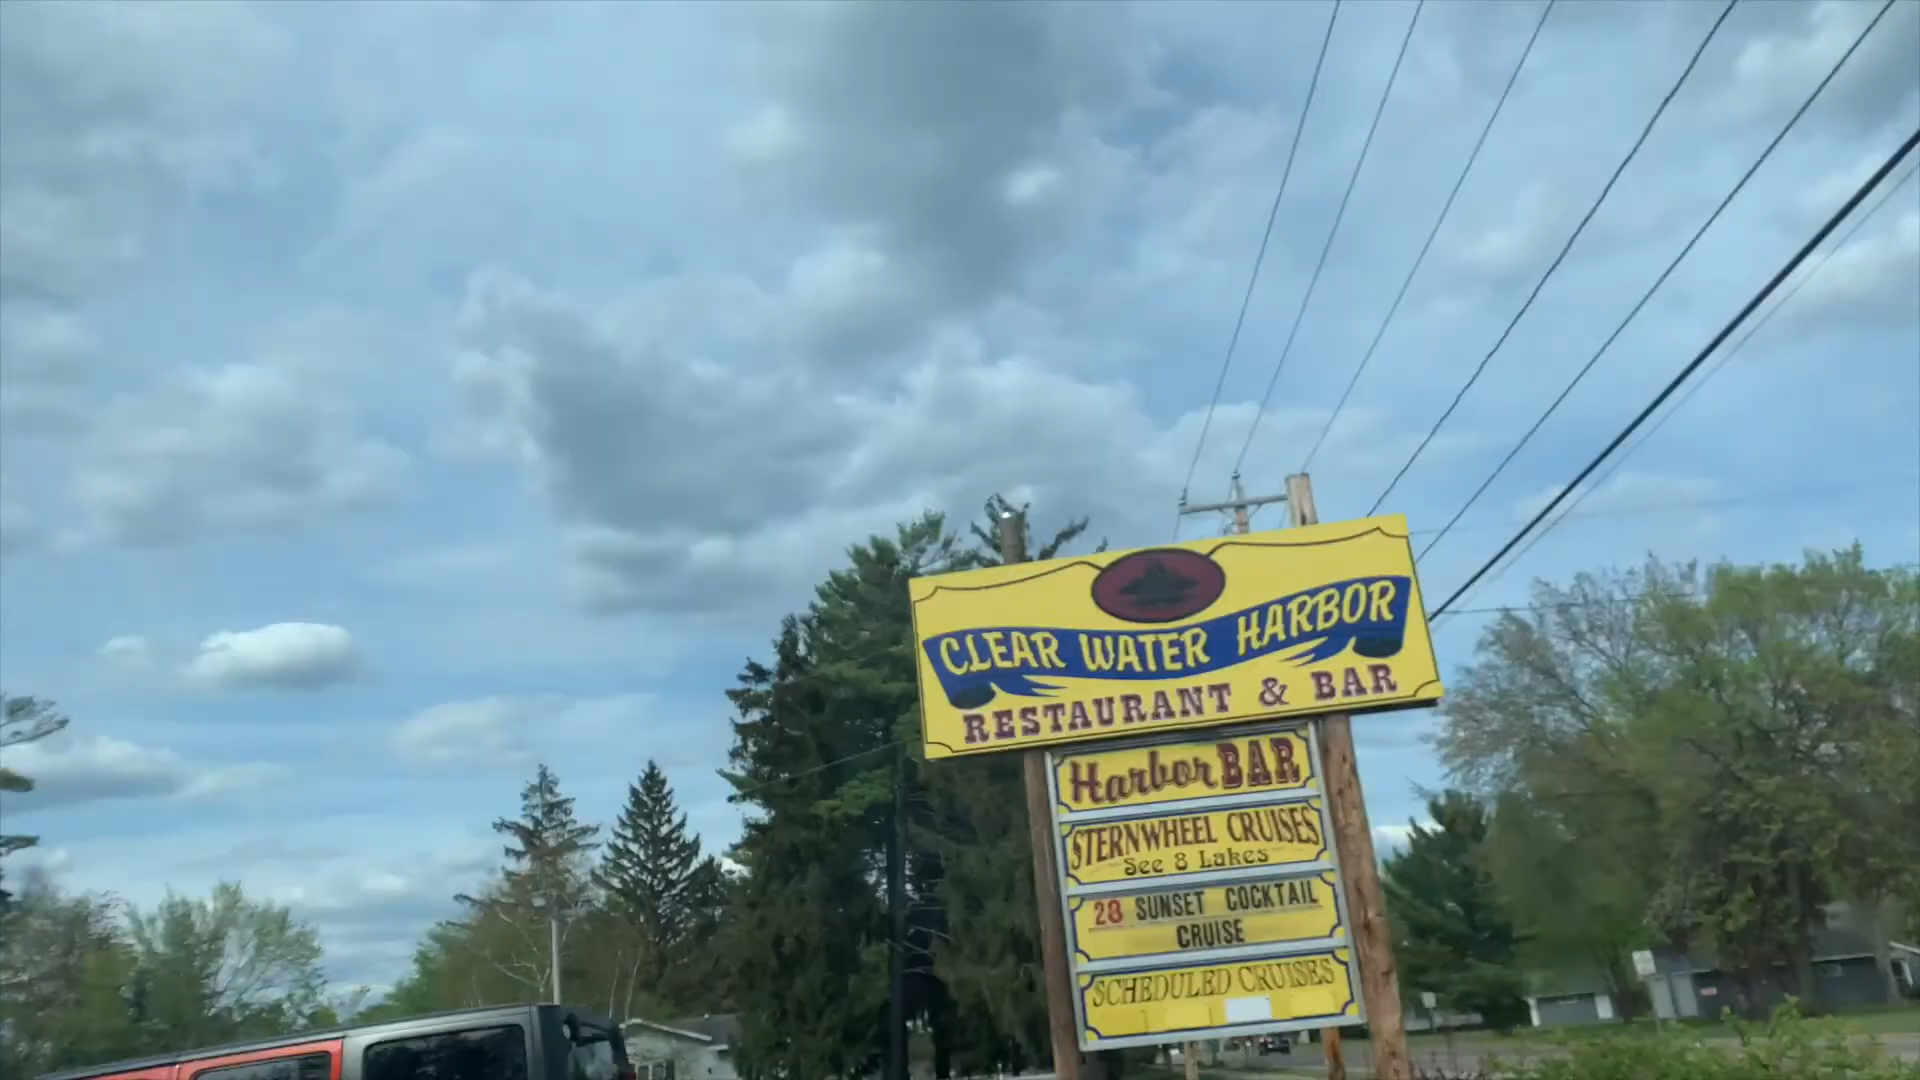 CLEAR WATER HARBOR
RESTAURANT & BAR
Harbor BAR
STERNWHEEL CRUISES
See 8 Lakes
28 SUNSET COCKTAIL
CRUISE
SCHEDULED CRUISES